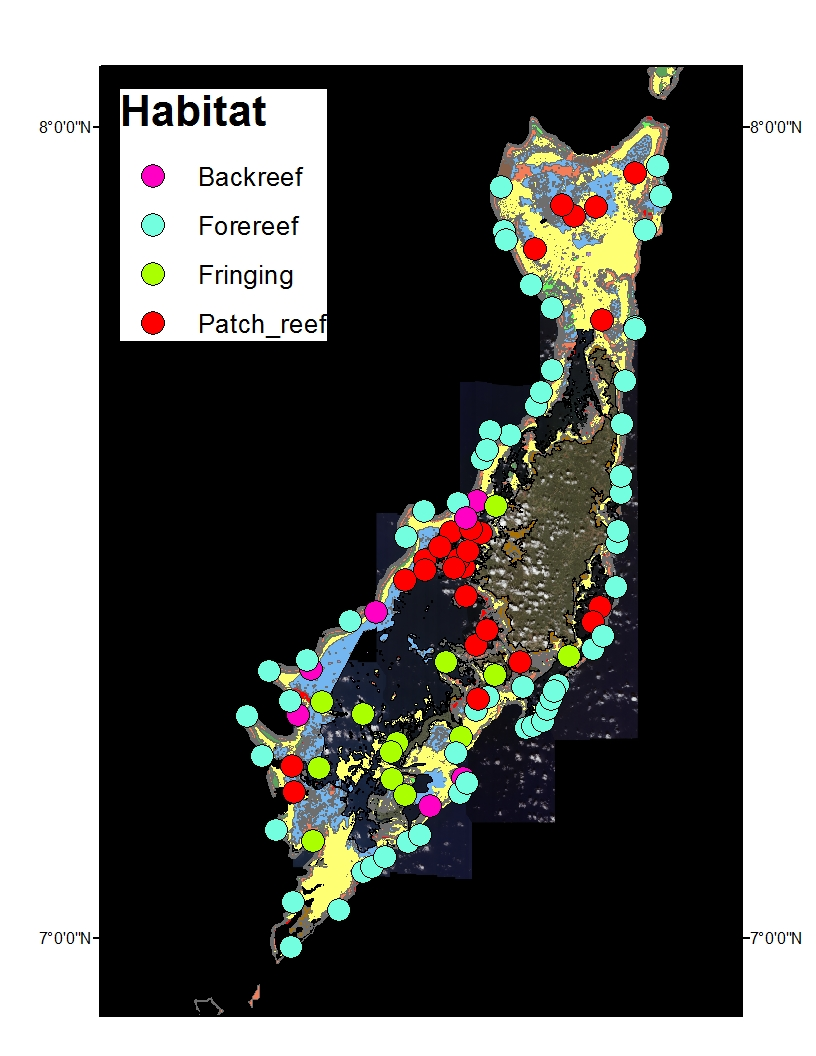 Habitat
Backreef
Forereef
Fringing
Patch_reef
8°0'0"N
8°0'0"N
7°0'0"N
7°0'0"N